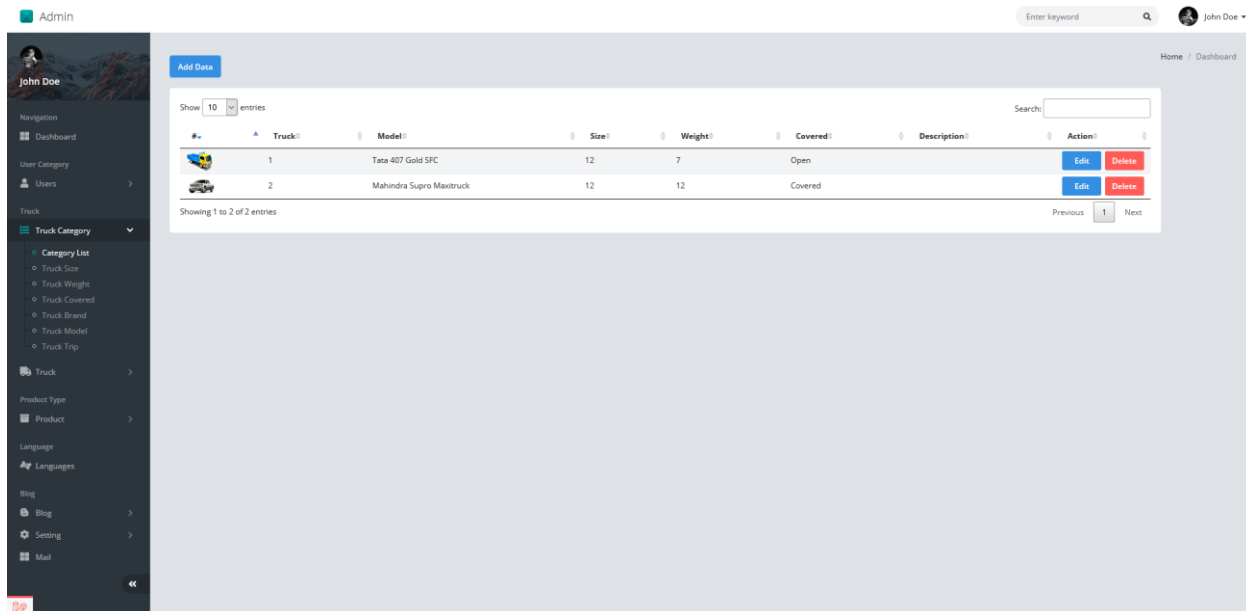 Admin
Enter keyword
John Doe
John Doe
Navigation
Dashboard
User Category
Users
Truck
Truck Category
Category List
Truck Size
Truck Weight
Truck Covered
Truck Brand
Truck Model
Truck Trip
Truck
Product Type
Product
Language
Languages
Blog
Blog
Setting
Mail
Home / Dashboard
Add Data
Show 10 entries
Search:
# Truck Model Size Weight Covered Description Action
1 Tata 407 Gold SFC 12 7 Open Edit Delete
2 Mahindra Supro Maxitruck 12 12 Covered Edit Delete
Showing 1 to 2 of 2 entries
Previous 1 Next